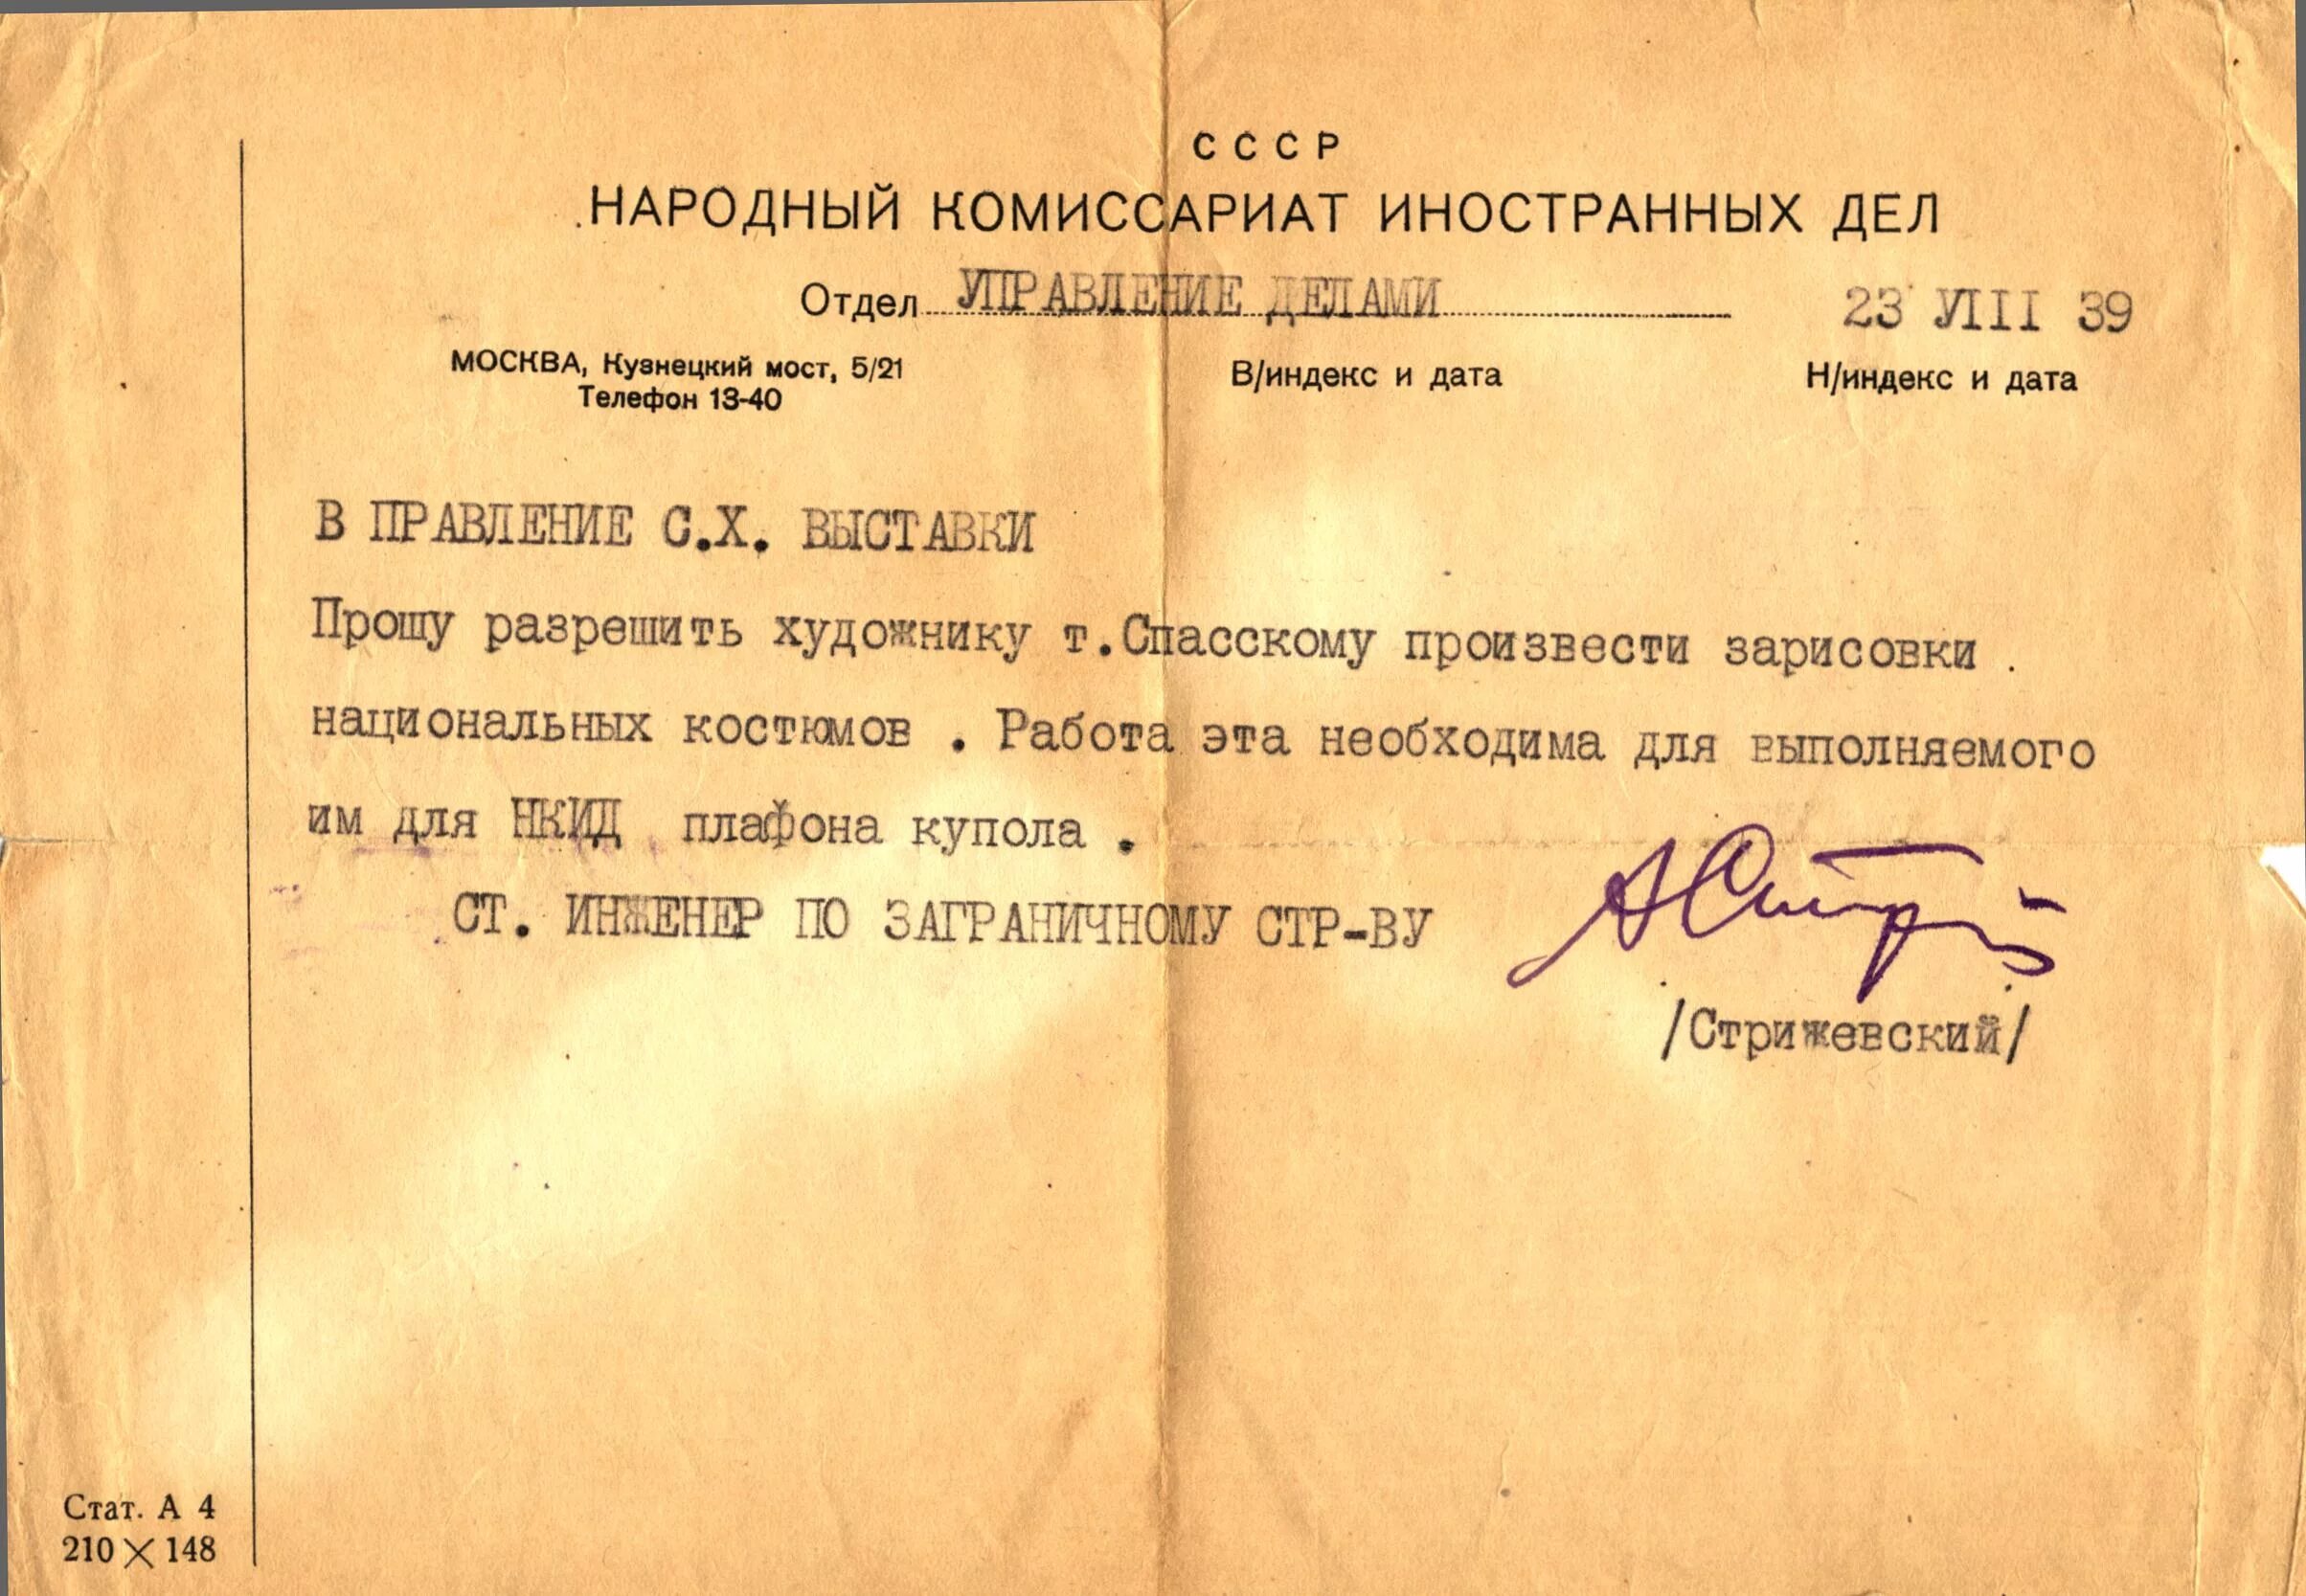 СССР
НАРОДНЫЙ КОМИССАРИАТ ИНОСТРАННЫХ ДЕЛ
Отдел УПРАВЛЕНИЕ ДЕЛАМИ 23 УIII 39
МОСКВА, Кузнецкий мост, 5/21 В/индекс и дата Н/индекс и дата
Телефон 13-40
В ПРАВЛЕНИЕ С.Х. ВЫСТАВКИ
Прошу разрешить художнику т.Спасскому произвести зарисовки .
национальных костюмов . Работа эта необходима для выполняемого
им для НКИД плафона купола .
СТ. ИНЖЕНЕР ПО ЗАГРАНИЧНОМУ СТР-ВУ
/Стрижевский/
Стат. А 4
210 × 148